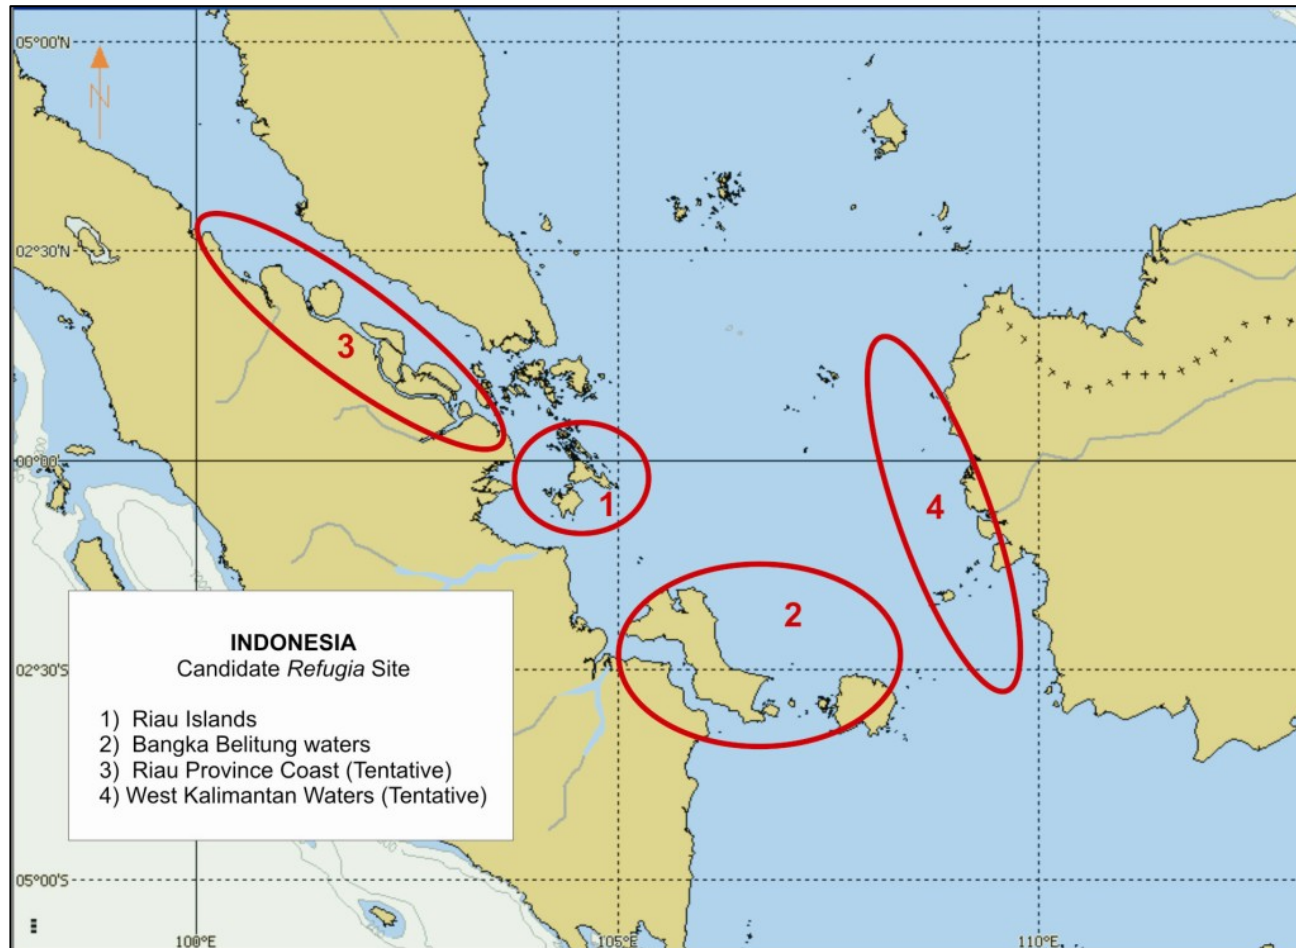 05°00'N
N
02°30'N
3
00°00'
1
4
2
02°30'S
INDONESIA
Candidate Refugia Site
1) Riau Islands
2) Bangka Belitung waters
3) Riau Province Coast (Tentative)
4) West Kalimantan Waters (Tentative)
05°00'S
100°E
105°E
110°E